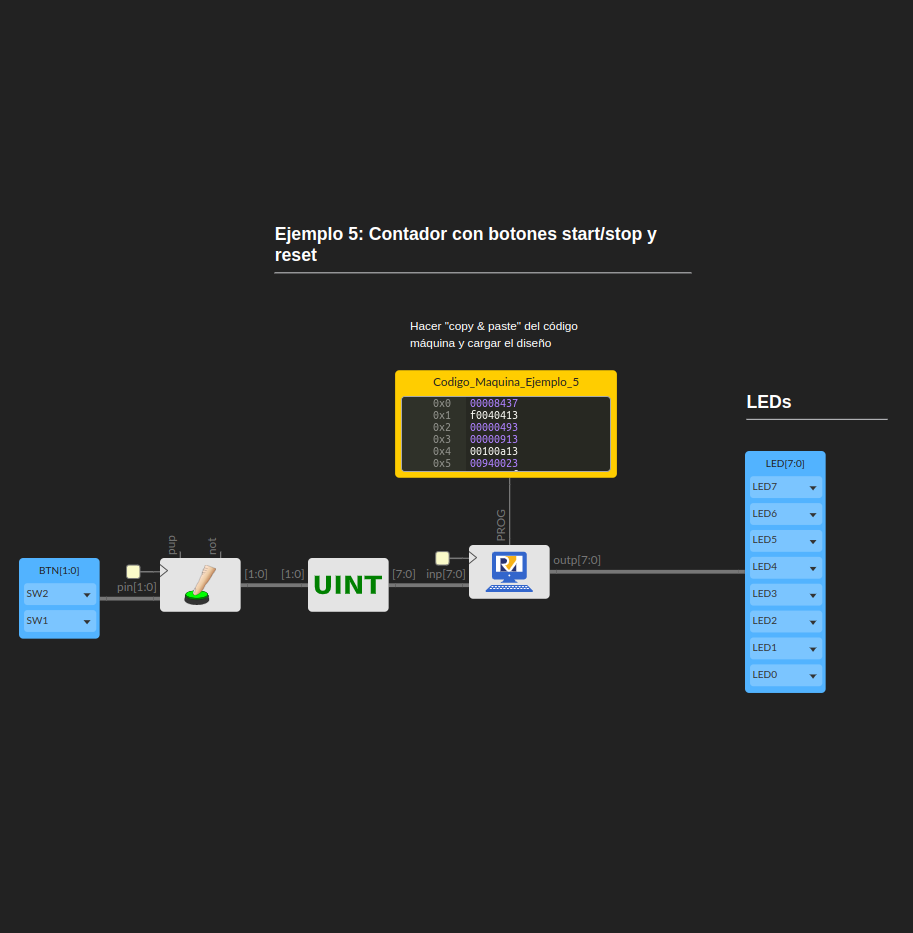 Ejemplo 5: Contador con botones start/stop y
reset
Hacer "copy & paste" del código
máquina y cargar el diseño
Codigo_Maquina_Ejemplo_5
0x0 00008437
0x1 f0040413
0x2 00000493
0x3 00000913
0x4 00100a13
0x5 00940023
LEDs
LED[7:0]
LED7
LED6
LED5
LED4
LED3
LED2
LED1
LED0
PROG
outp[7:0]
inp[7:0]
[7:0]
UINT
[1:0]
[1:0]
pup
not
pin[1:0]
BTN[1:0]
SW2
SW1